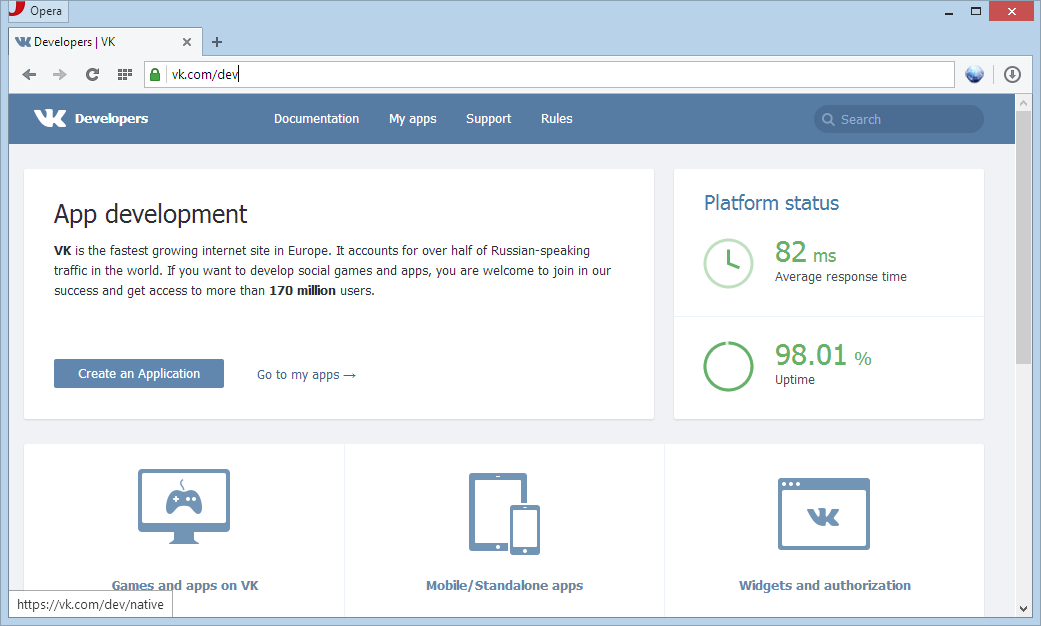 Opera
Developers | VK
vk.com/dev
Developers
Documentation
My apps
Support
Rules
Search
App development
VK is the fastest growing internet site in Europe. It accounts for over half of Russian-speaking
traffic in the world. If you want to develop social games and apps, you are welcome to join in our
success and get access to more than 170 million users.
Create an Application
Go to my apps →
Platform status
82 ms
Average response time
98.01 %
Uptime
Games and apps on VK
Mobile/Standalone apps
Widgets and authorization
https://vk.com/dev/native